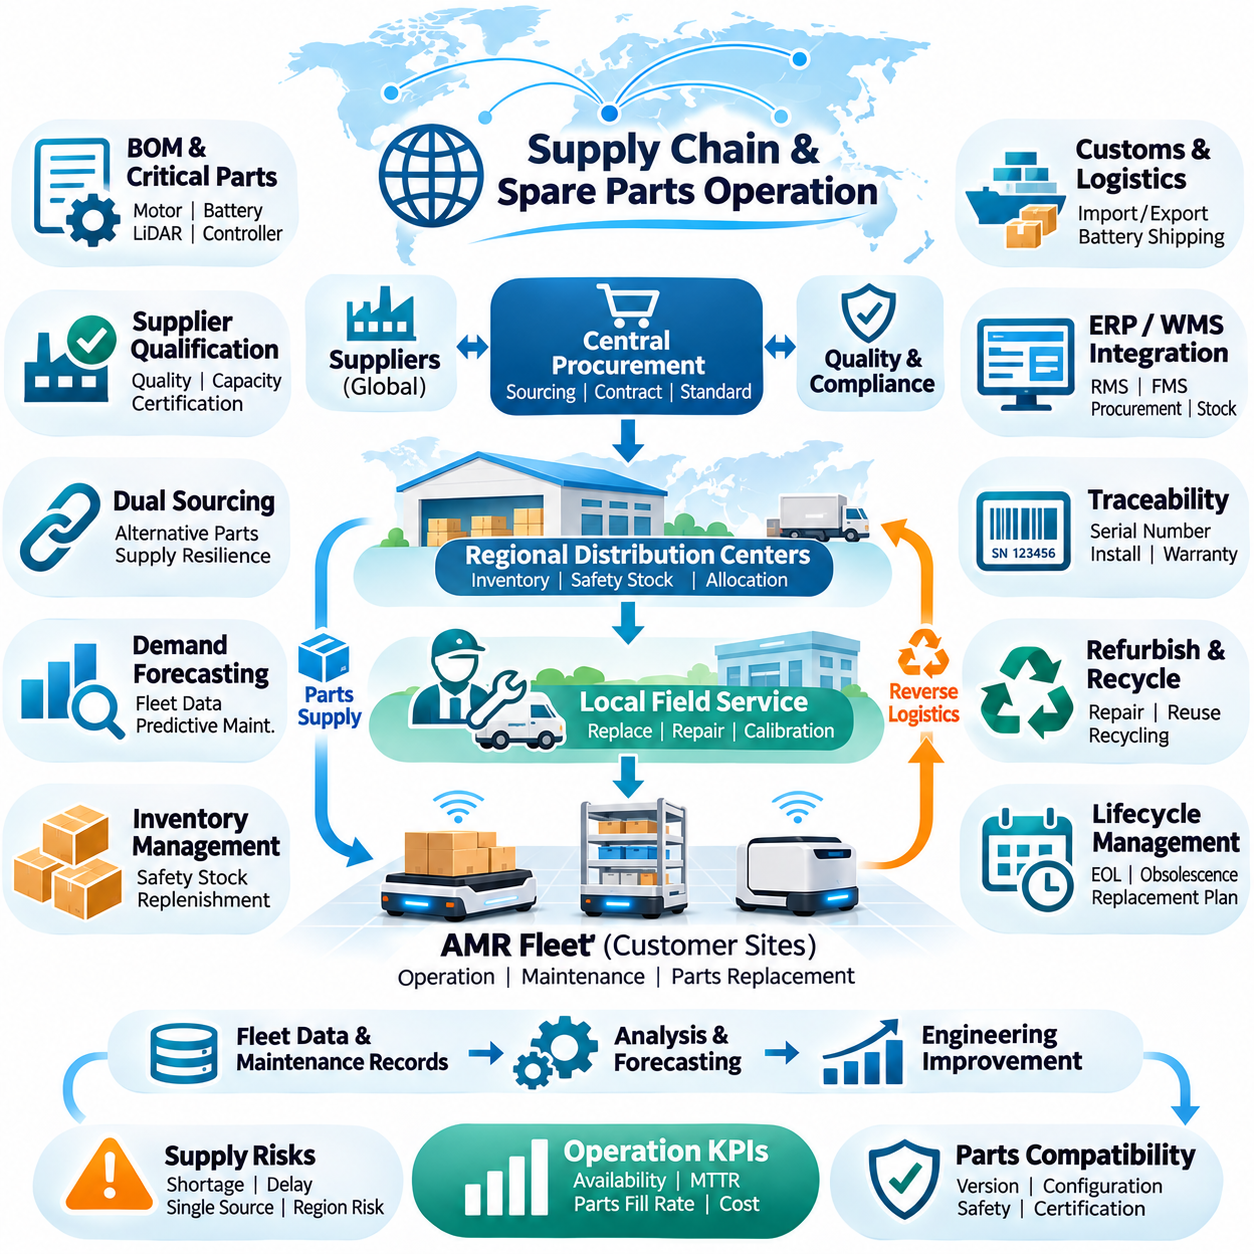 Supply Chain &
Spare Parts Operation
BOM &
Critical Parts
Motor | Battery
LiDAR | Controller
Supplier
Qualification
Quality | Capacity
Certification
Dual Sourcing
Alternative Parts
Supply Resilience
Demand
Forecasting
Fleet Data
Predictive Maint.
Inventory
Management
Safety Stock
Replenishment
Suppliers
(Global)
Central
Procurement
Sourcing | Contract | Standard
Quality &
Compliance
Regional Distribution Centers
Inventory | Safety Stock | Allocation
Parts
Supply
Local Field Service
Replace | Repair | Calibration
Reverse
Logistics
AMR Fleet' (Customer Sites)
Operation | Maintenance | Parts Replacement
Customs &
Logistics
Import/Export
Battery Shipping
ERP / WMS
Integration
RMS | FMS
Procurement | Stock
SN 123456
Traceability
Serial Number
Install | Warranty
Refurbish &
Recycle
Repair | Reuse
Recycling
Lifecycle
Management
EOL | Obsolescence
Replacement Plan
Fleet Data &
Maintenance Records
Analysis &
Forecasting
Engineering
Improvement
Supply Risks
Shortage | Delay
Single Source | Region Risk
Operation KPIs
Availability | MTTR
Parts Fill Rate | Cost
Parts Compatibility
Version | Configuration
Safety | Certification